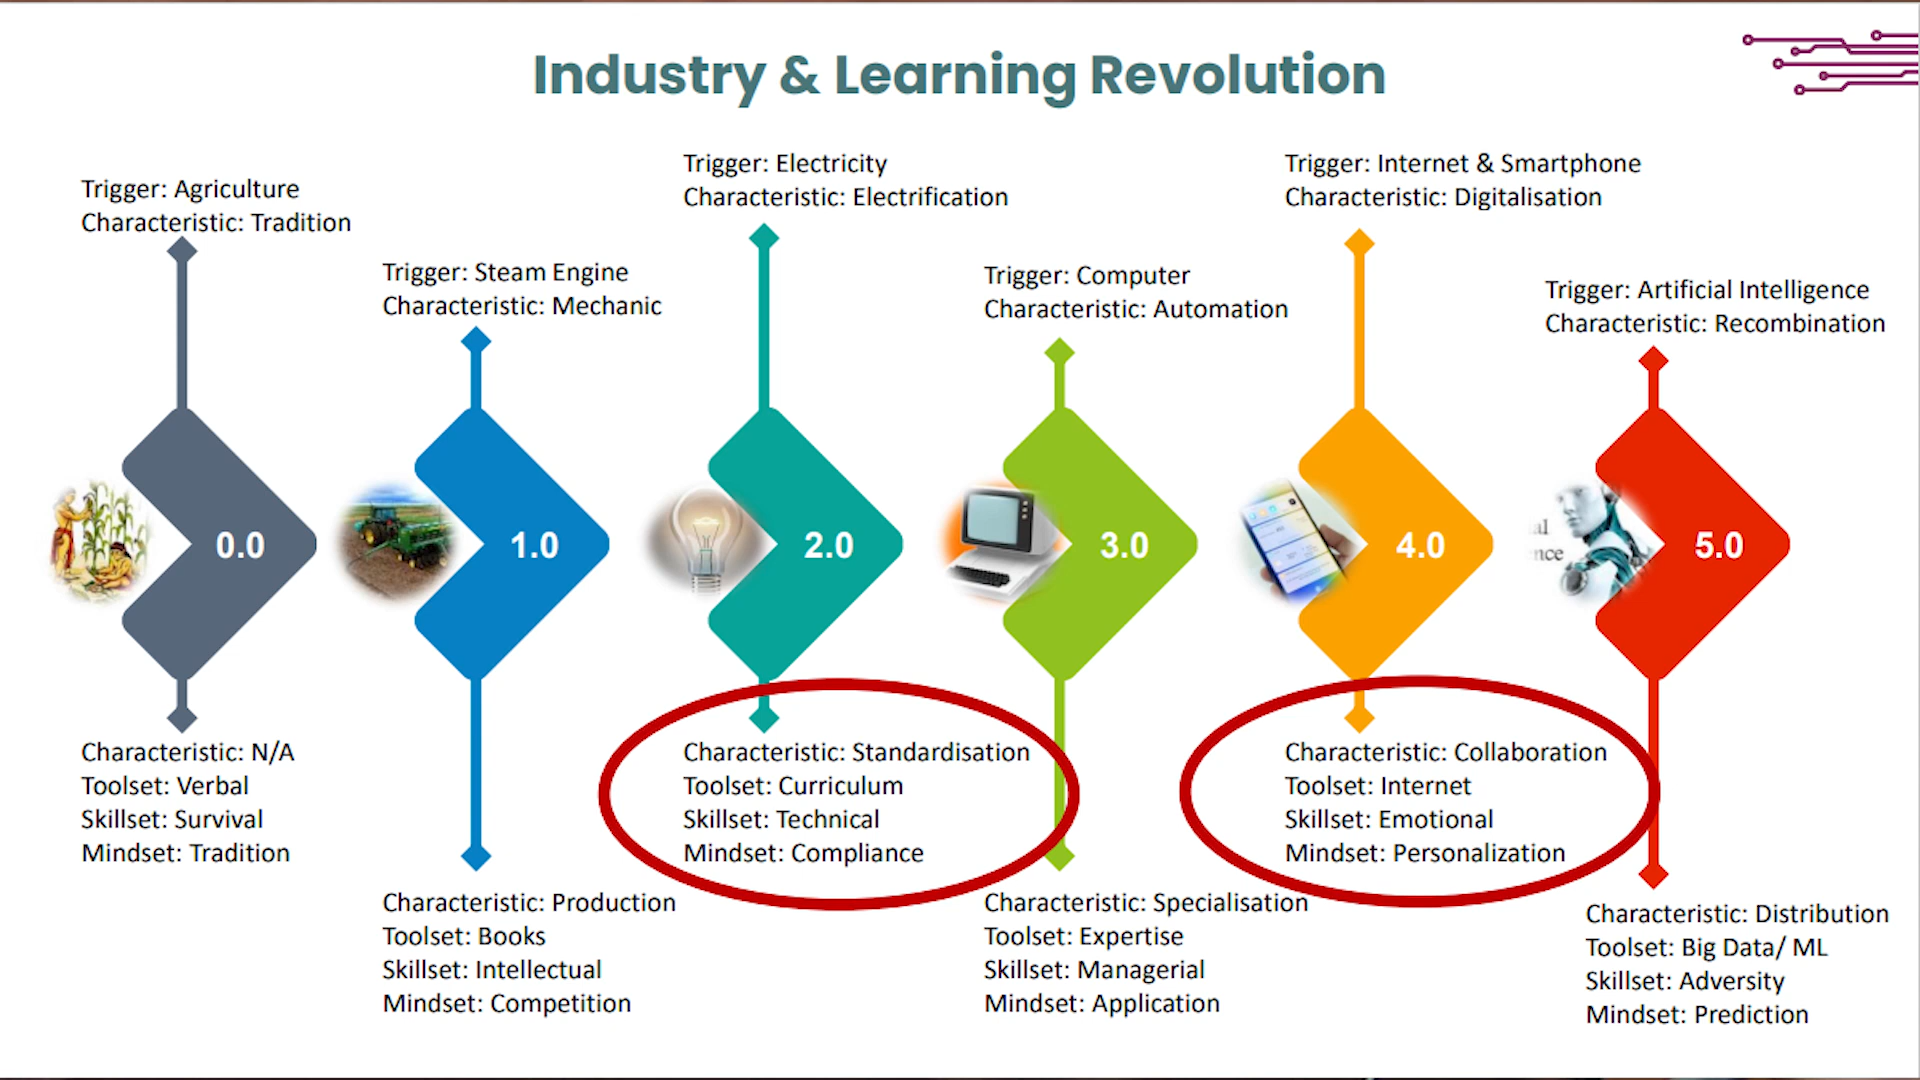 Industry & Learning Revolution
Trigger: Agriculture
Characteristic: Tradition
Trigger: Steam Engine
Characteristic: Mechanic
Trigger: Electricity
Characteristic: Electrification
Trigger: Computer
Characteristic: Automation
Trigger: Internet & Smartphone
Characteristic: Digitalisation
Trigger: Artificial Intelligence
Characteristic: Recombination
0.0
1.0
2.0
3.0
4.0
al
nce
5.0
Characteristic: N/A
Toolset: Verbal
Skillset: Survival
Mindset: Tradition
Characteristic: Production
Toolset: Books
Skillset: Intellectual
Mindset: Competition
Characteristic: Standardisation
Toolset: Curriculum
Skillset: Technical
Mindset: Compliance
Characteristic: Specialisation
Toolset: Expertise
Skillset: Managerial
Mindset: Application
Characteristic: Collaboration
Toolset: Internet
Skillset: Emotional
Mindset: Personalization
Characteristic: Distribution
Toolset: Big Data/ ML
Skillset: Adversity
Mindset: Prediction